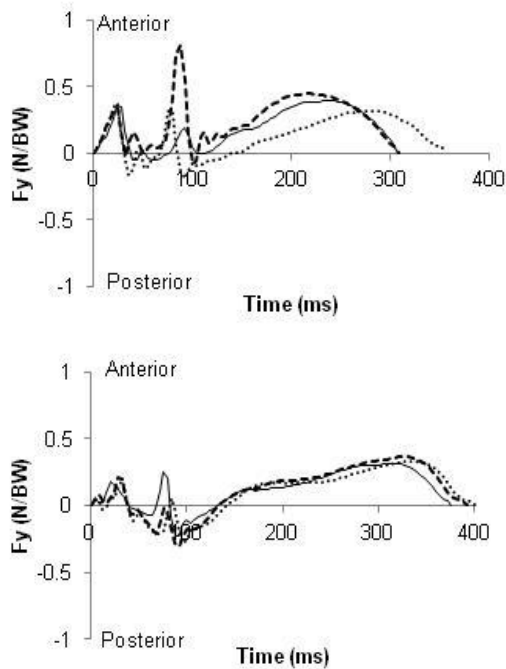 1
Anterior
0.5
Fy (N/BW)
0
0 100 200 300 400
-0.5
-1
Posterior
Time (ms)
1
Anterior
0.5
Fy (N/BW)
0
0 100 200 300 400
-0.5
-1
Posterior
Time (ms)